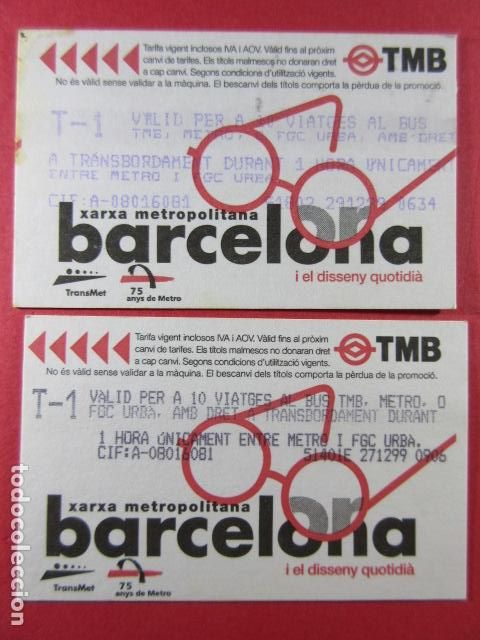 Tarifa vigent inclosos IVA i AOV. Vàlid fins al pròxim
canvi de tarifes. Els títols malmesos no donaran dret
a cap canvi. Segons condicions d'utilització vigents.
TMB
No és vàlid sense validar a la màquina. El bescanvi dels títols comporta la pèrdua de la promoció.
T-1 VALID PER A 10 VIATGES AL BUS
TMB, METRO, FGC URBA, AMB DRET
A TRANSBORDAMENT DURANT 1 HORA UNICAMENT
ENTRE METRO I FGC URBA.
CIF:A-08016081 291299 0634
xarxa metropolitana
barcelona
i el disseny quotidià
TransMet
75
anys de Metro
Tarifa vigent inclosos IVA i AOV. Vàlid fins al pròxim
canvi de tarifes. Els títols malmesos no donaran dret
a cap canvi. Segons condicions d'utilització vigents.
TMB
No és vàlid sense validar a la màquina. El bescanvi dels títols comporta la pèrdua de la promoció.
T-1 VALID PER A 10 VIATGES AL BUS TMB, METRO, O
FGC URBA, AMB DRET A TRANSBORDAMENT DURANT
1 HORA ÚNICAMENT ENTRE METRO I FGC URBA.
CIF:A-08016081 51401E 271299 0906
xarxa metropolitana
barcelona
i el disseny quotidià
TransMet
75
anys de Metro
todocoleccion.net